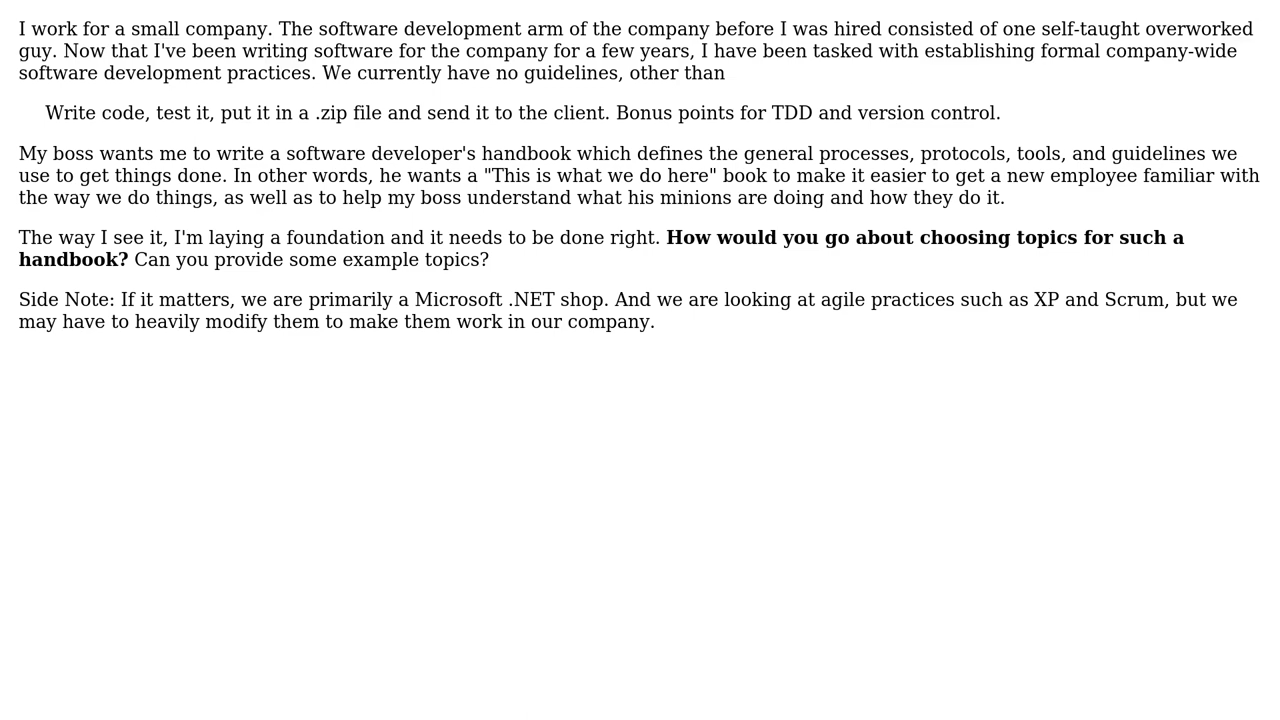 I work for a small company. The software development arm of the company before I was hired consisted of one self-taught overworked
guy. Now that I've been writing software for the company for a few years, I have been tasked with establishing formal company-wide
software development practices. We currently have no guidelines, other than
Write code, test it, put it in a .zip file and send it to the client. Bonus points for TDD and version control.
My boss wants me to write a software developer's handbook which defines the general processes, protocols, tools, and guidelines we
use to get things done. In other words, he wants a "This is what we do here" book to make it easier to get a new employee familiar with
the way we do things, as well as to help my boss understand what his minions are doing and how they do it.
The way I see it, I'm laying a foundation and it needs to be done right. How would you go about choosing topics for such a
handbook? Can you provide some example topics?
Side Note: If it matters, we are primarily a Microsoft .NET shop. And we are looking at agile practices such as XP and Scrum, but we
may have to heavily modify them to make them work in our company.